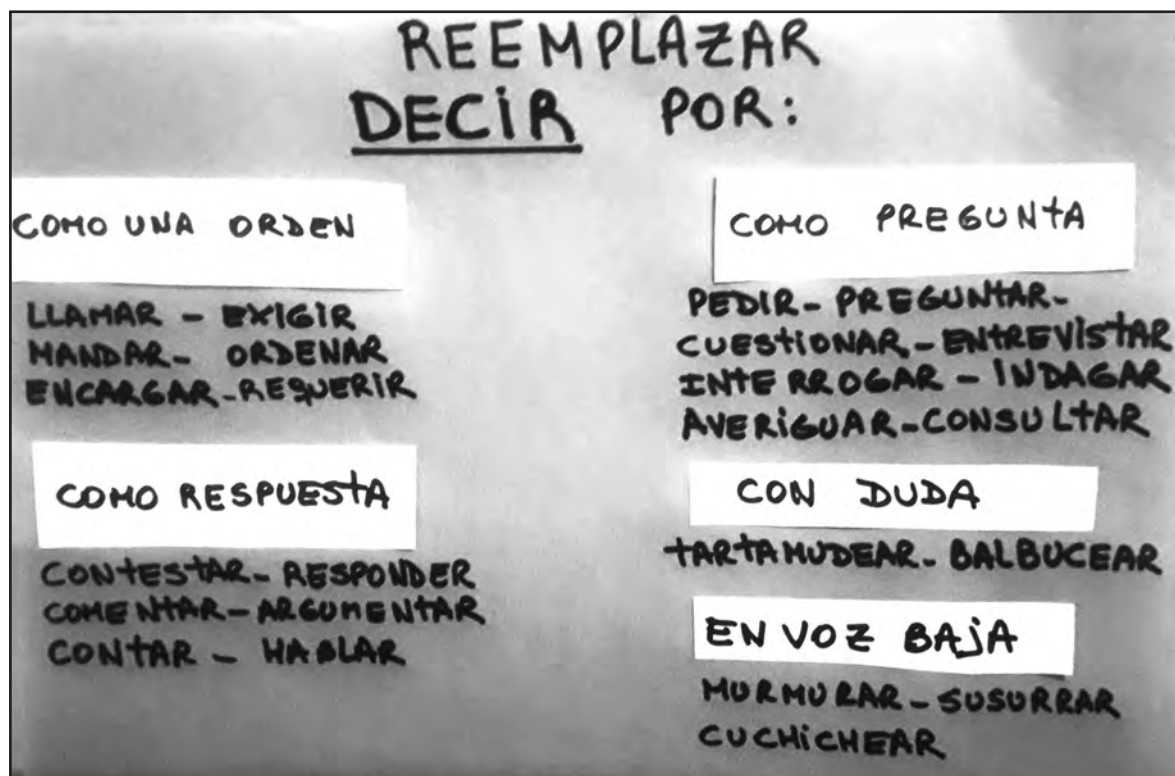 REEMPLAZAR
DECIR POR:
COMO UNA ORDEN
LLAMAR - EXIGIR
MANDAR - ORDENAR
ENCARGAR - REQUERIR
COMO RESPUESTA
CONTESTAR - RESPONDER
COMENTAR - ARGUMENTAR
CONTAR - HABLAR
COMO PREGUNTA
PEDIR - PREGUNTAR -
CUESTIONAR - ENTREVISTAR
INTERROGAR - INDAGAR
AVERIGUAR - CONSULTAR
CON DUDA
TARTAMUDEAR - BALBUCEAR
EN VOZ BAJA
MURMURAR - SUSURRAR
CUCHICHEAR